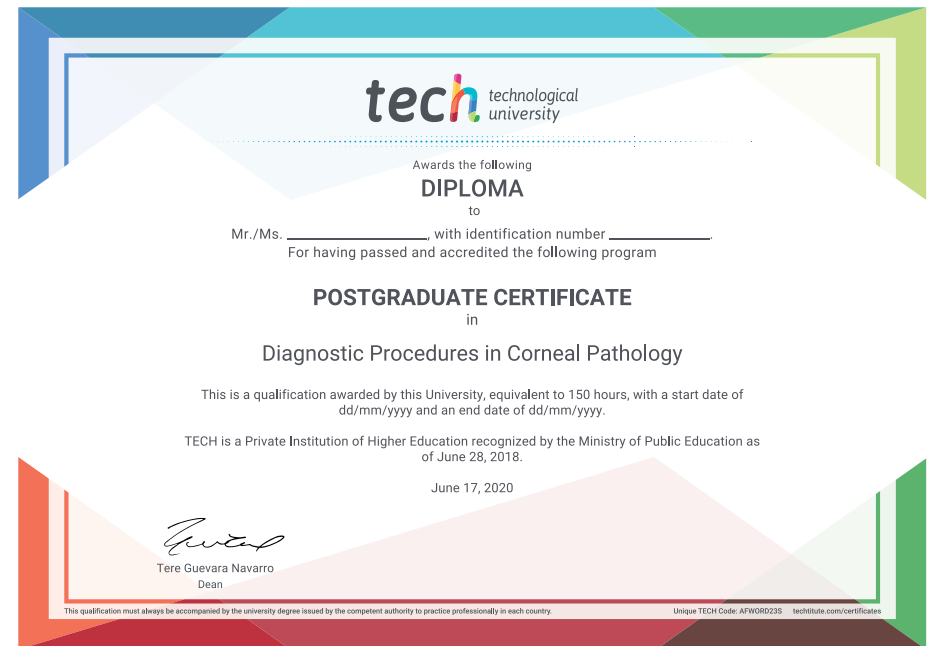 tech technological
university
Awards the following
DIPLOMA
to
Mr./Ms. ____________________, with identification number ______________.
For having passed and accredited the following program
POSTGRADUATE CERTIFICATE
in
Diagnostic Procedures in Corneal Pathology
This is a qualification awarded by this University, equivalent to 150 hours, with a start date of
dd/mm/yyyy and an end date of dd/mm/yyyy.
TECH is a Private Institution of Higher Education recognized by the Ministry of Public Education as
of June 28, 2018.
June 17, 2020
Tere Guevara Navarro
Dean
This qualification must always be accompanied by the university degree issued by the competent authority to practice professionally in each country. Unique TECH Code: AFWORD23S techtitute.com/certificates